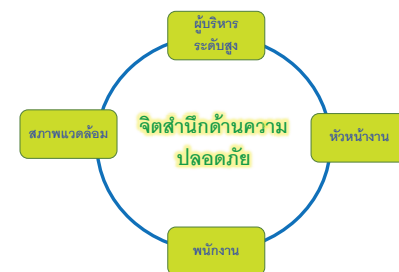 ผู้บริหาร
ระดับสูง
สภาพแวดล้อม
จิตสำนึกด้านความ
ปลอดภัย
หัวหน้างาน
พนักงาน